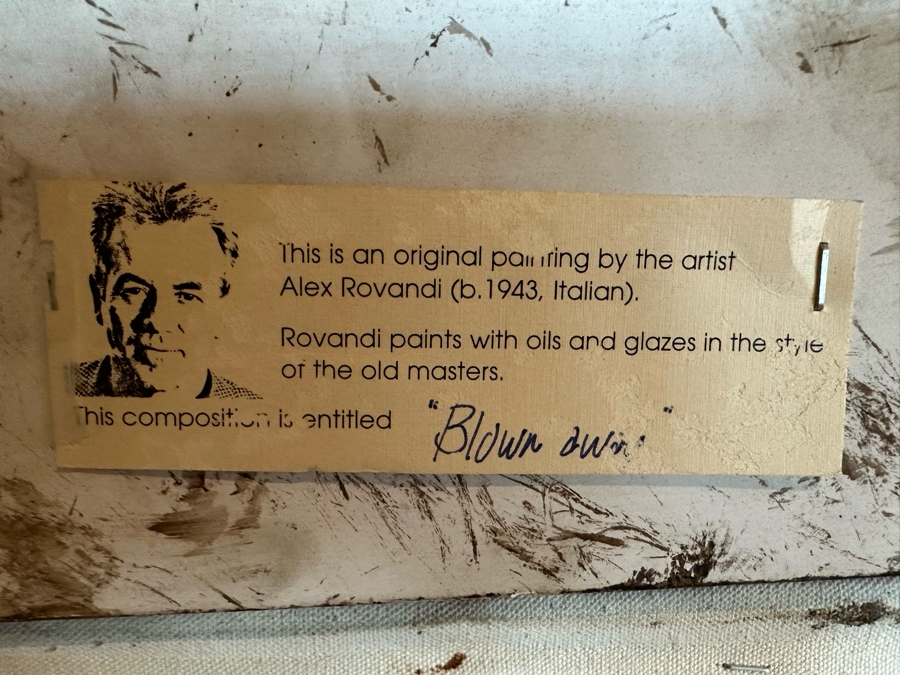 This is an original painting by the artist
Alex Rovandi (b.1943, Italian).
Rovandi paints with oils and glazes in the style
of the old masters.
This composition is entitled "Blown